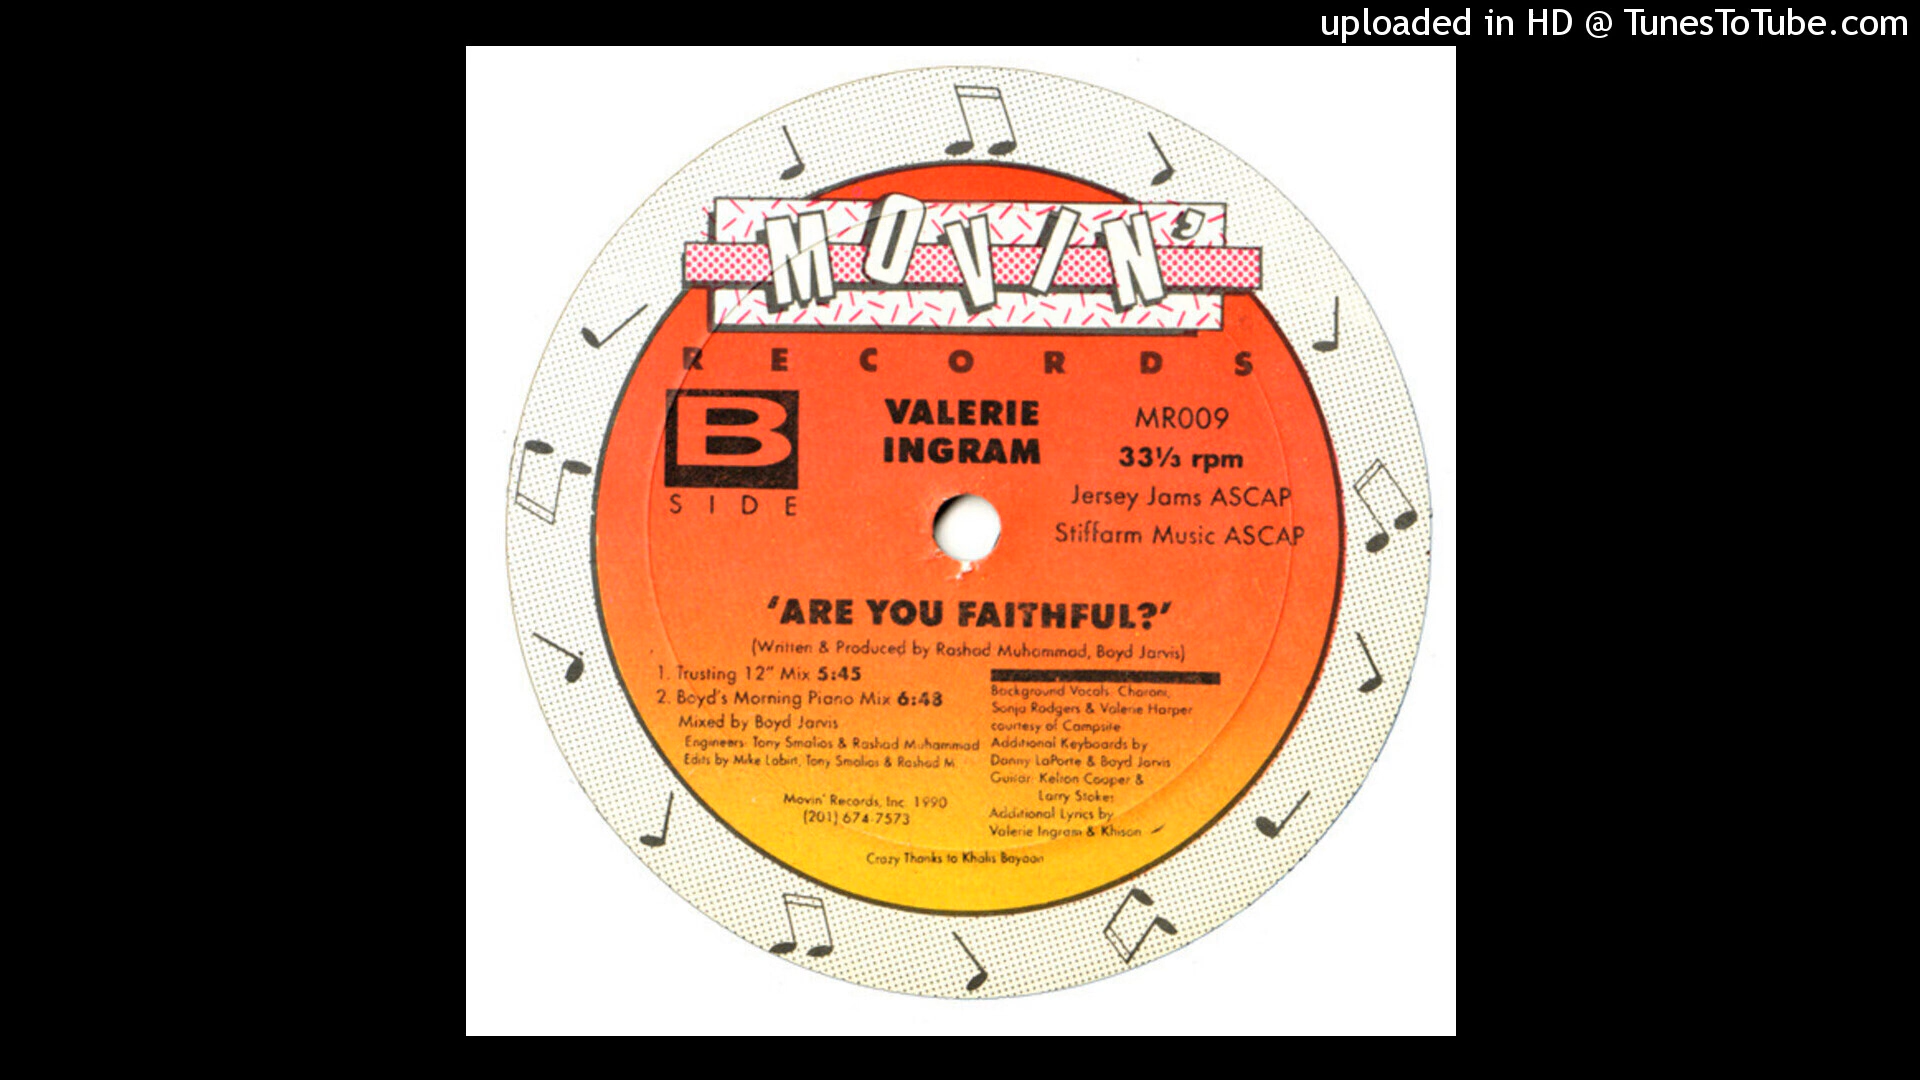 uploaded in HD @ TunesToTube.com
MOVIN'
RECORDS
B
SIDE
VALERIE
INGRAM
MR009
33⅓ rpm
Jersey Jams ASCAP
Stiffarm Music ASCAP
'ARE YOU FAITHFUL?'
(Written & Produced by Rashad Muhammad, Boyd Jarvis)
1. Trusting 12" Mix 5:45
2. Boyd's Morning Piano Mix 6:48
Mixed by Boyd Jarvis
Engineers: Tony Smalios & Rashad Muhammad
Edits by Mike Tony Smalios & Rashad M.
Background Vocals: Charoni,
Sonja Rodgers & Valerie Harper
courtesy of Campsite
Additional Keyboards by
Danny LaPorte & Boyd Jarvis
Guitar: Kelton Cooper &
Larry Stokes
Additional Lyrics by
Valerie Ingram & Khison
Movin' Records, Inc. 1990
(201) 674-7573
Crazy Thanks to Khalis Bayaan